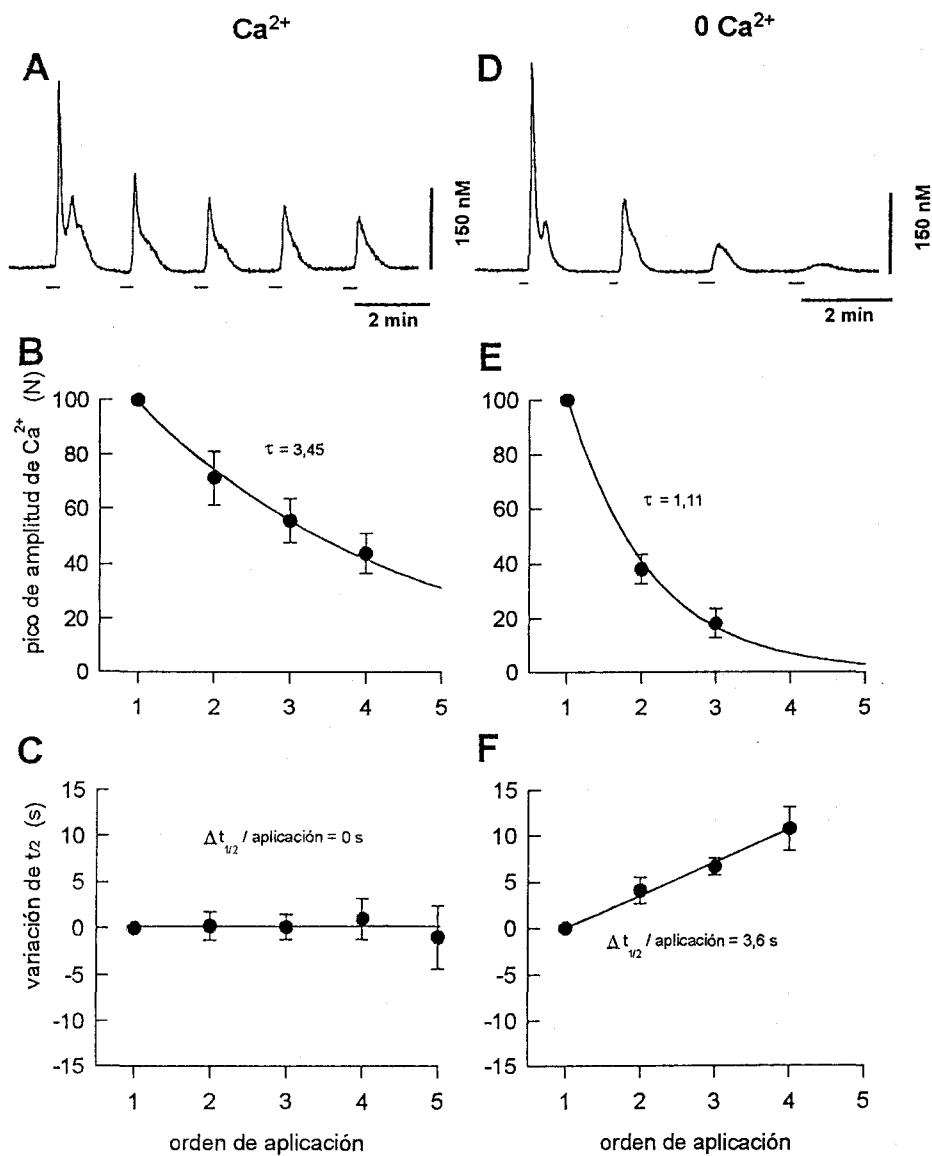 Ca²⁺
0 Ca²⁺
A
150 nM
2 min
D
150 nM
2 min
B
pico de amplitud de Ca²⁺ (N)
100
80
60
40
20
0
τ = 3,45
1 2 3 4 5
E
100
80
60
40
20
0
τ = 1,11
1 2 3 4 5
C
variación de t/2 (s)
15
10
5
0
-5
-10
-15
Δ t1/2 / aplicación = 0 s
1 2 3 4 5
orden de aplicación
F
15
10
5
0
-5
-10
-15
Δ t1/2 / aplicación = 3,6 s
1 2 3 4 5
orden de aplicación